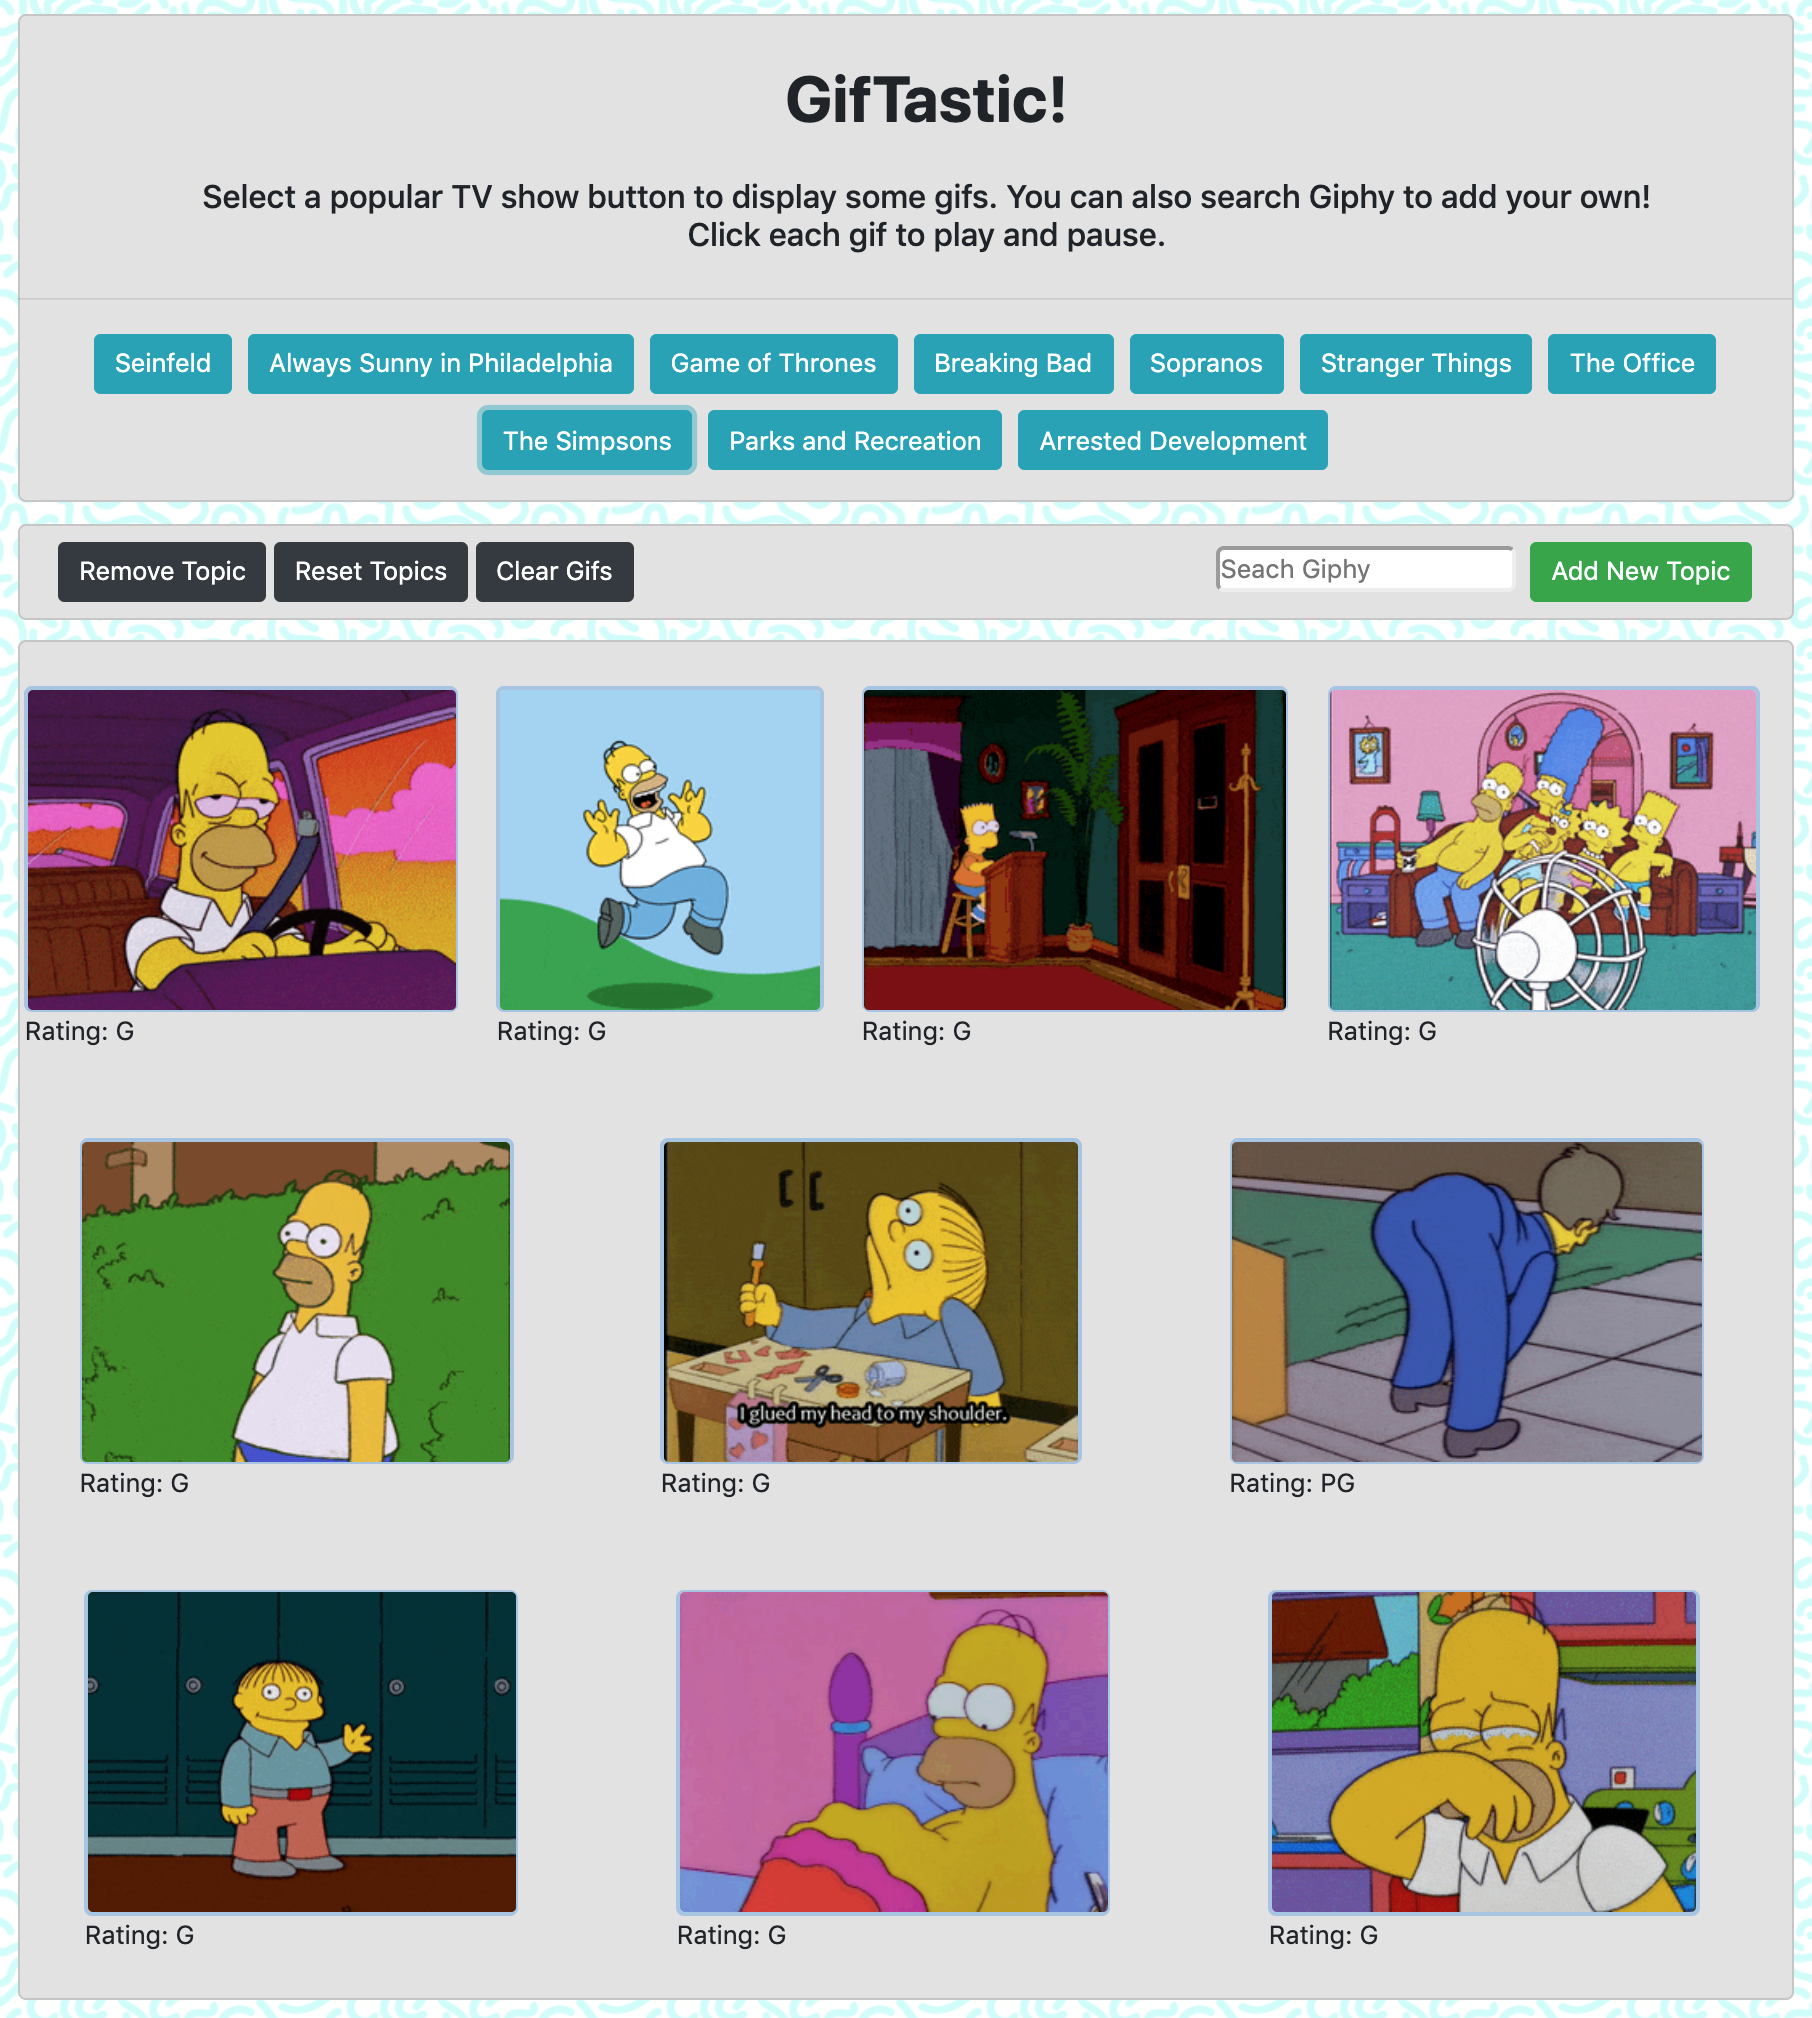 GifTastic!
Select a popular TV show button to display some gifs. You can also search Giphy to add your own!
Click each gif to play and pause.
Seinfeld Always Sunny in Philadelphia Game of Thrones Breaking Bad Sopranos Stranger Things The Office
The Simpsons Parks and Recreation Arrested Development
Remove Topic Reset Topics Clear Gifs Seach Giphy Add New Topic
Rating: G Rating: G Rating: G Rating: G
I glued my head to my shoulder.
Rating: G Rating: G Rating: PG
Rating: G Rating: G Rating: G